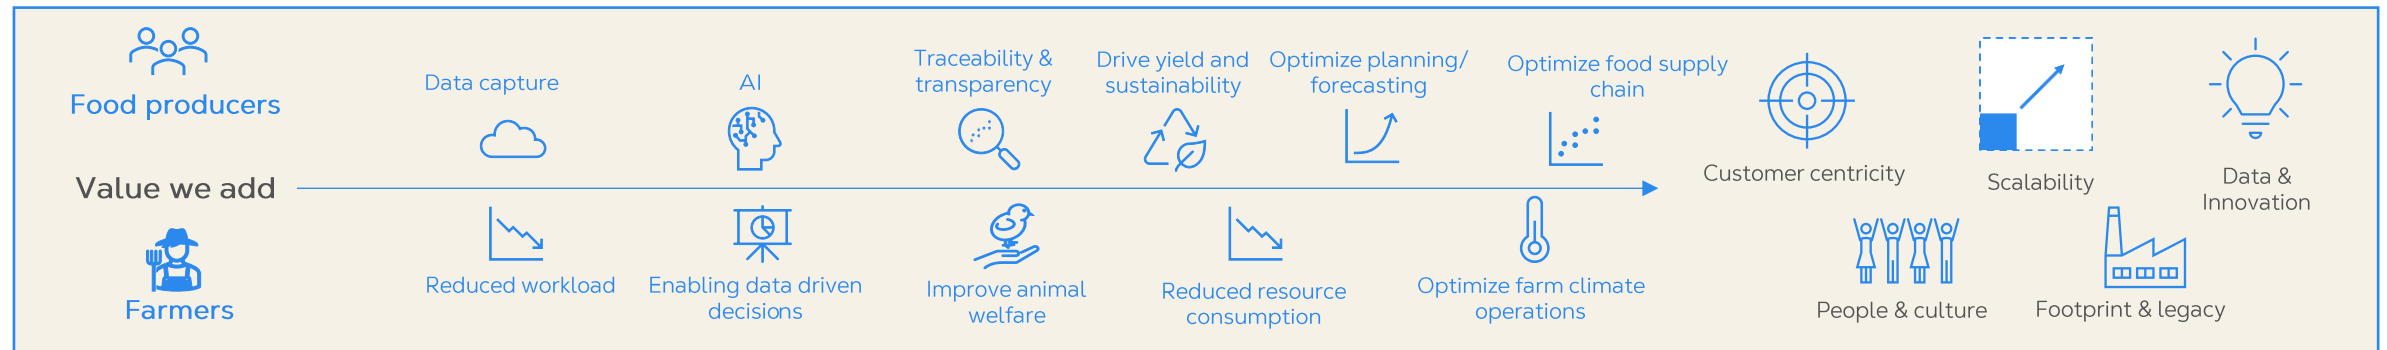 Food producers
Data capture
AI
Traceability &
transparency
Drive yield and
sustainability
Optimize planning/
forecasting
Optimize food supply
chain
Value we add
Farmers
Reduced workload
Enabling data driven
decisions
Improve animal
welfare
Reduced resource
consumption
Optimize farm climate
operations
Customer centricity
Scalability
Data &
Innovation
People & culture
Footprint & legacy